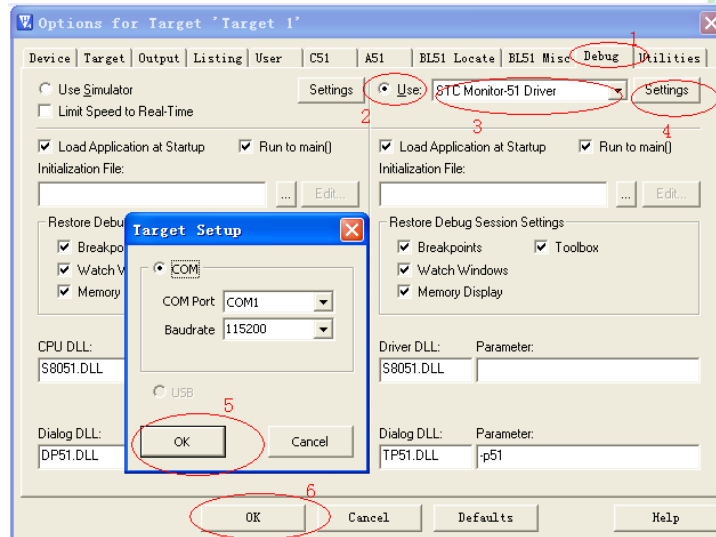 Options for Target 'Target 1'
1
Device Target Output Listing User C51 A51 BL51 Locate BL51 Misc Debug Utilities
Use Simulator Settings Use: STC Monitor-51 Driver Settings
Limit Speed to Real-Time
2 3 4
Load Application at Startup Run to main() Load Application at Startup Run to main()
Initialization File: Initialization File:
... Edit... ... Edit...
Restore Debu Restore Debug Session Settings
Breakpo Breakpoints Toolbox
Watch W Watch Windows
Memory Memory Display
Target Setup
COM
COM Port COM1
Baudrate 115200
USB
5
OK Cancel
CPU DLL: Driver DLL: Parameter:
S8051.DLL S8051.DLL
Dialog DLL: Dialog DLL: Parameter:
DP51.DLL TP51.DLL -p51
6
OK Cancel Defaults Help